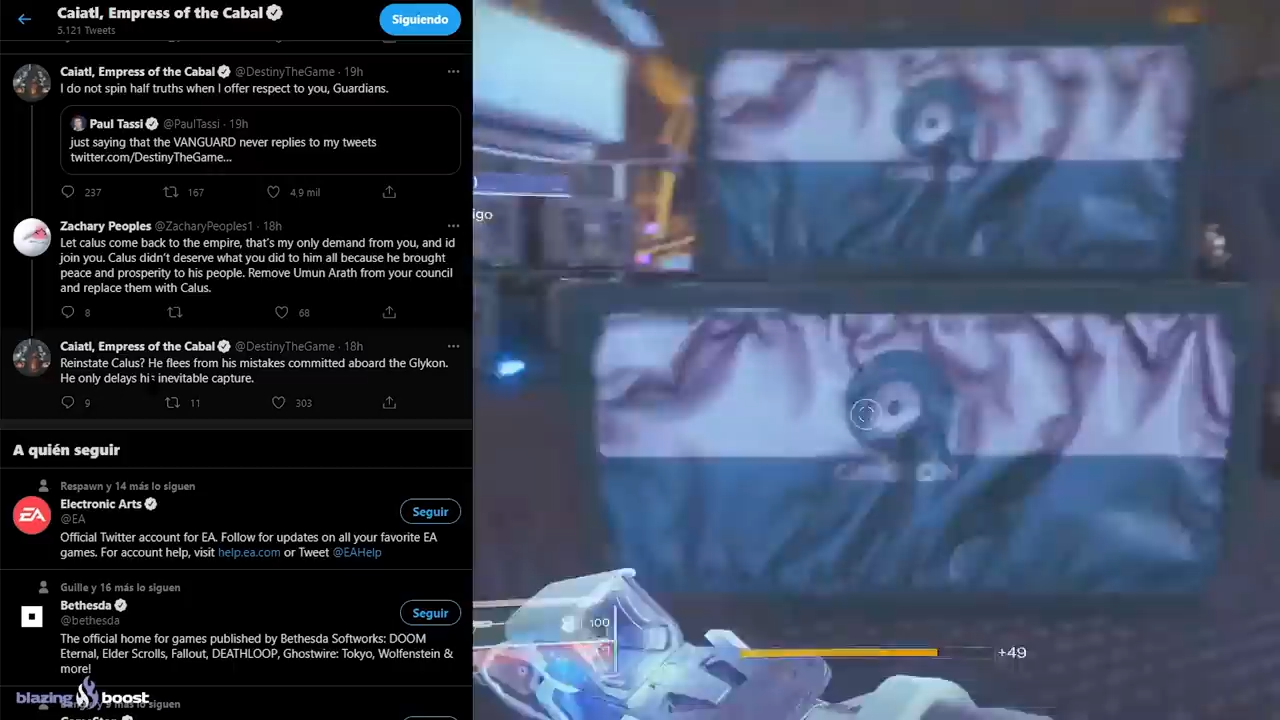 Caiatl, Empress of the Cabal
5.121 Tweets
Siguiendo
Caiatl, Empress of the Cabal @DestinyTheGame · 19h
I do not spin half truths when I offer respect to you, Guardians.
Paul Tassi @PaulTassi · 19h
just saying that the VANGUARD never replies to my tweets
twitter.com/DestinyTheGame...
237 167 4,9 mil
Zachary Peoples @ZacharyPeoples1 · 18h
Let calus come back to the empire, that's my only demand from you, and id
join you. Calus didn't deserve what you did to him all because he brought
peace and prosperity to his people. Remove Umun Arath from your council
and replace them with Calus.
8 68
Caiatl, Empress of the Cabal @DestinyTheGame · 18h
Reinstate Calus? He flees from his mistakes committed aboard the Glykon.
He only delays his inevitable capture.
9 11 303
A quién seguir
Respawn y 14 más lo siguen
Electronic Arts
@EA
Seguir
Official Twitter account for EA. Follow for updates on all your favorite EA
games. For account help, visit help.ea.com or Tweet @EAHelp
Guille y 16 más lo siguen
Bethesda
@bethesda
Seguir
The official home for games published by Bethesda Softworks: DOOM
Eternal, Elder Scrolls, Fallout, DEATHLOOP, Ghostwire: Tokyo, Wolfenstein &
more!
blazing boost
más lo siguen
igo
100
+49